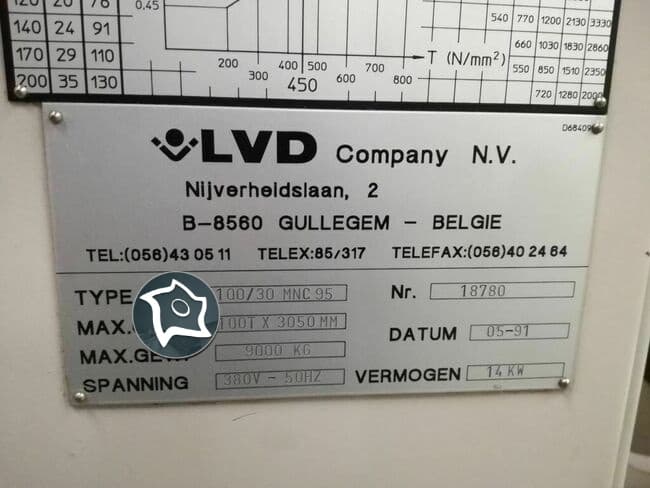 120 20 76
140 24 91
170 29 110
200 35 130
0.45
200 300 400 450 500 600 700 800
T (N/mm²)
540 770 1200 2130 3330
660 1030 1830 2860
550 850 1510 2350
720 1280 2000
D68409
LVD Company N.V.
Nijverheidslaan, 2
B-8560 GULLEGEM - BELGIE
TEL:(056)43 05 11 TELEX:85/317 TELEFAX:(056)40 24 64
TYPE 100/30 MNC 95 Nr. 18780
MAX. 100T X 3050 MM
DATUM 05-91
MAX.GEW. 9000 KG
SPANNING 380V - 50HZ VERMOGEN 14 KW